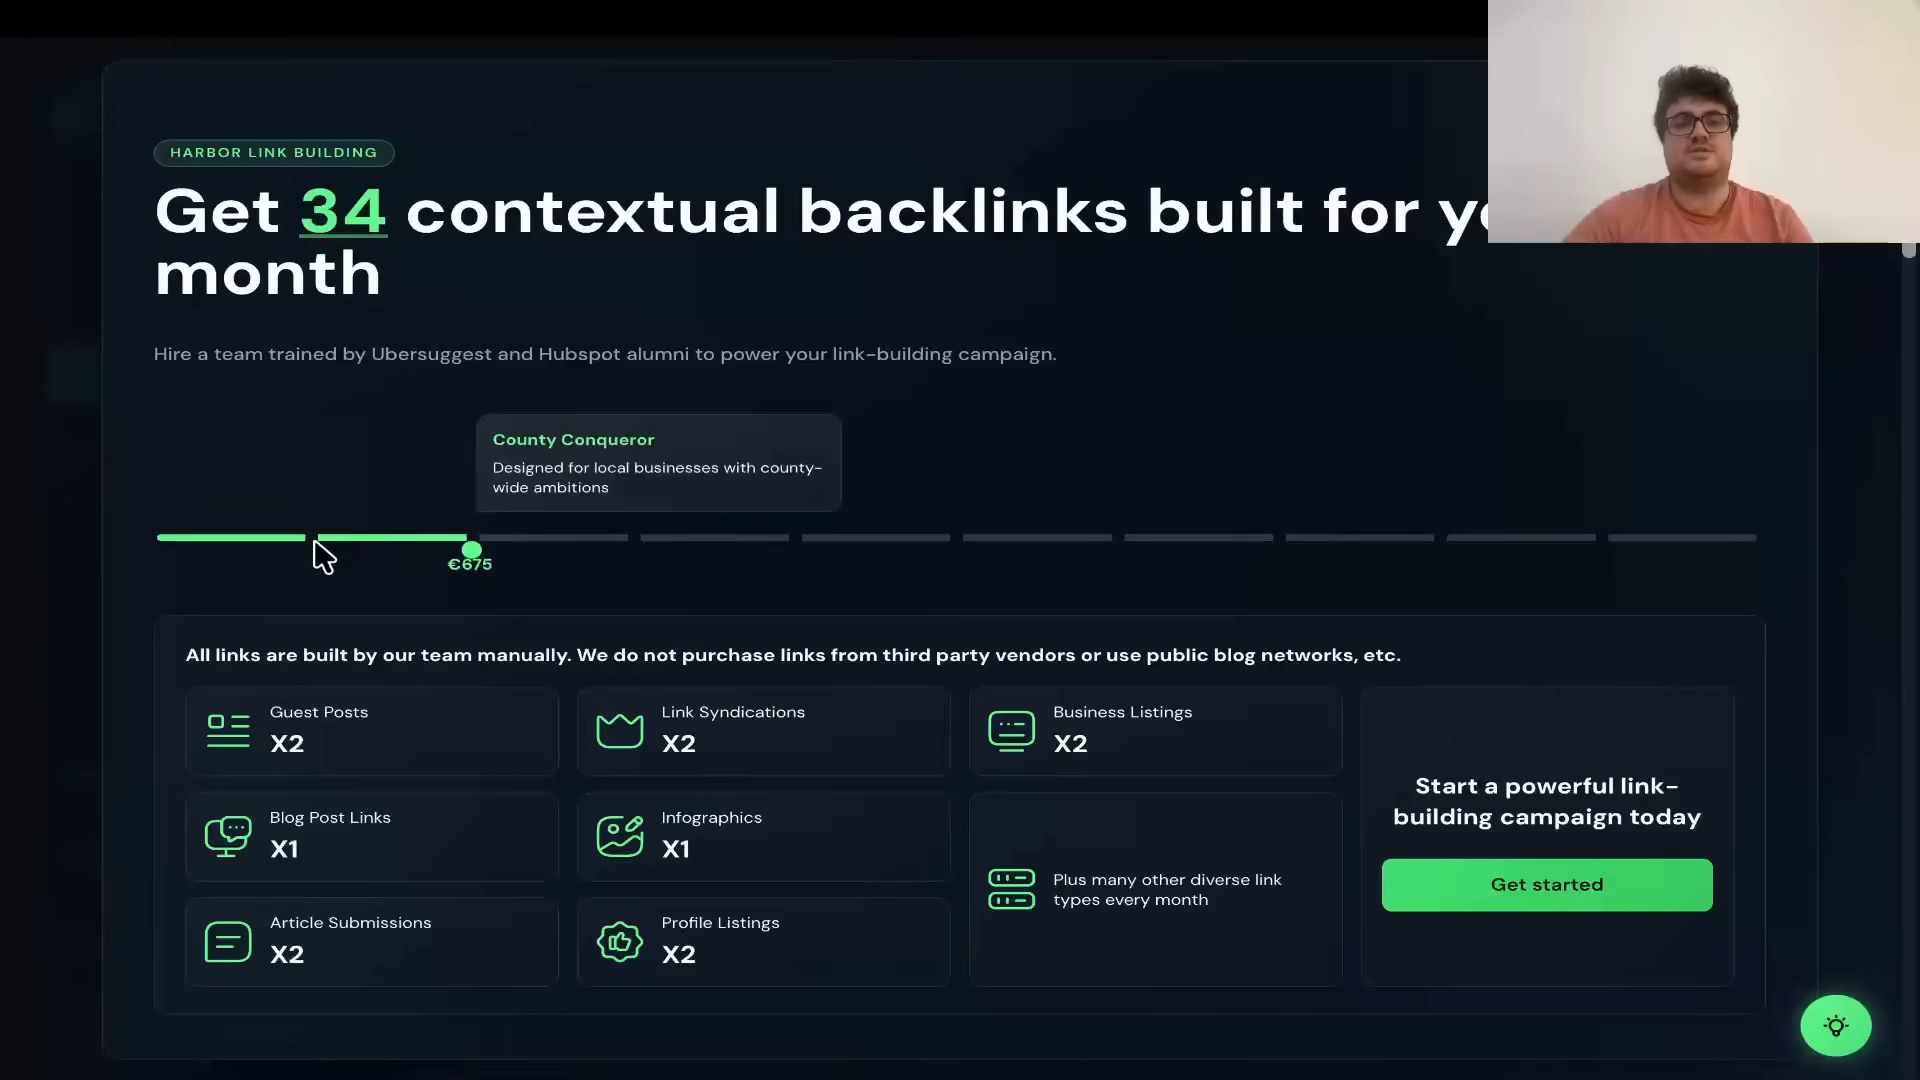 HARBOR LINK BUILDING
Get 34 contextual backlinks built for
month
Hire a team trained by Ubersuggest and Hubspot alumni to power your link-building campaign.
County Conqueror
Designed for local businesses with county-
wide ambitions
€675
All links are built by our team manually. We do not purchase links from third party vendors or use public blog networks, etc.
Guest Posts
X2
Link Syndications
X2
Business Listings
X2
Blog Post Links
X1
Infographics
X1
Plus many other diverse link
types every month
Article Submissions
X2
Profile Listings
X2
Start a powerful link-
building campaign today
Get started